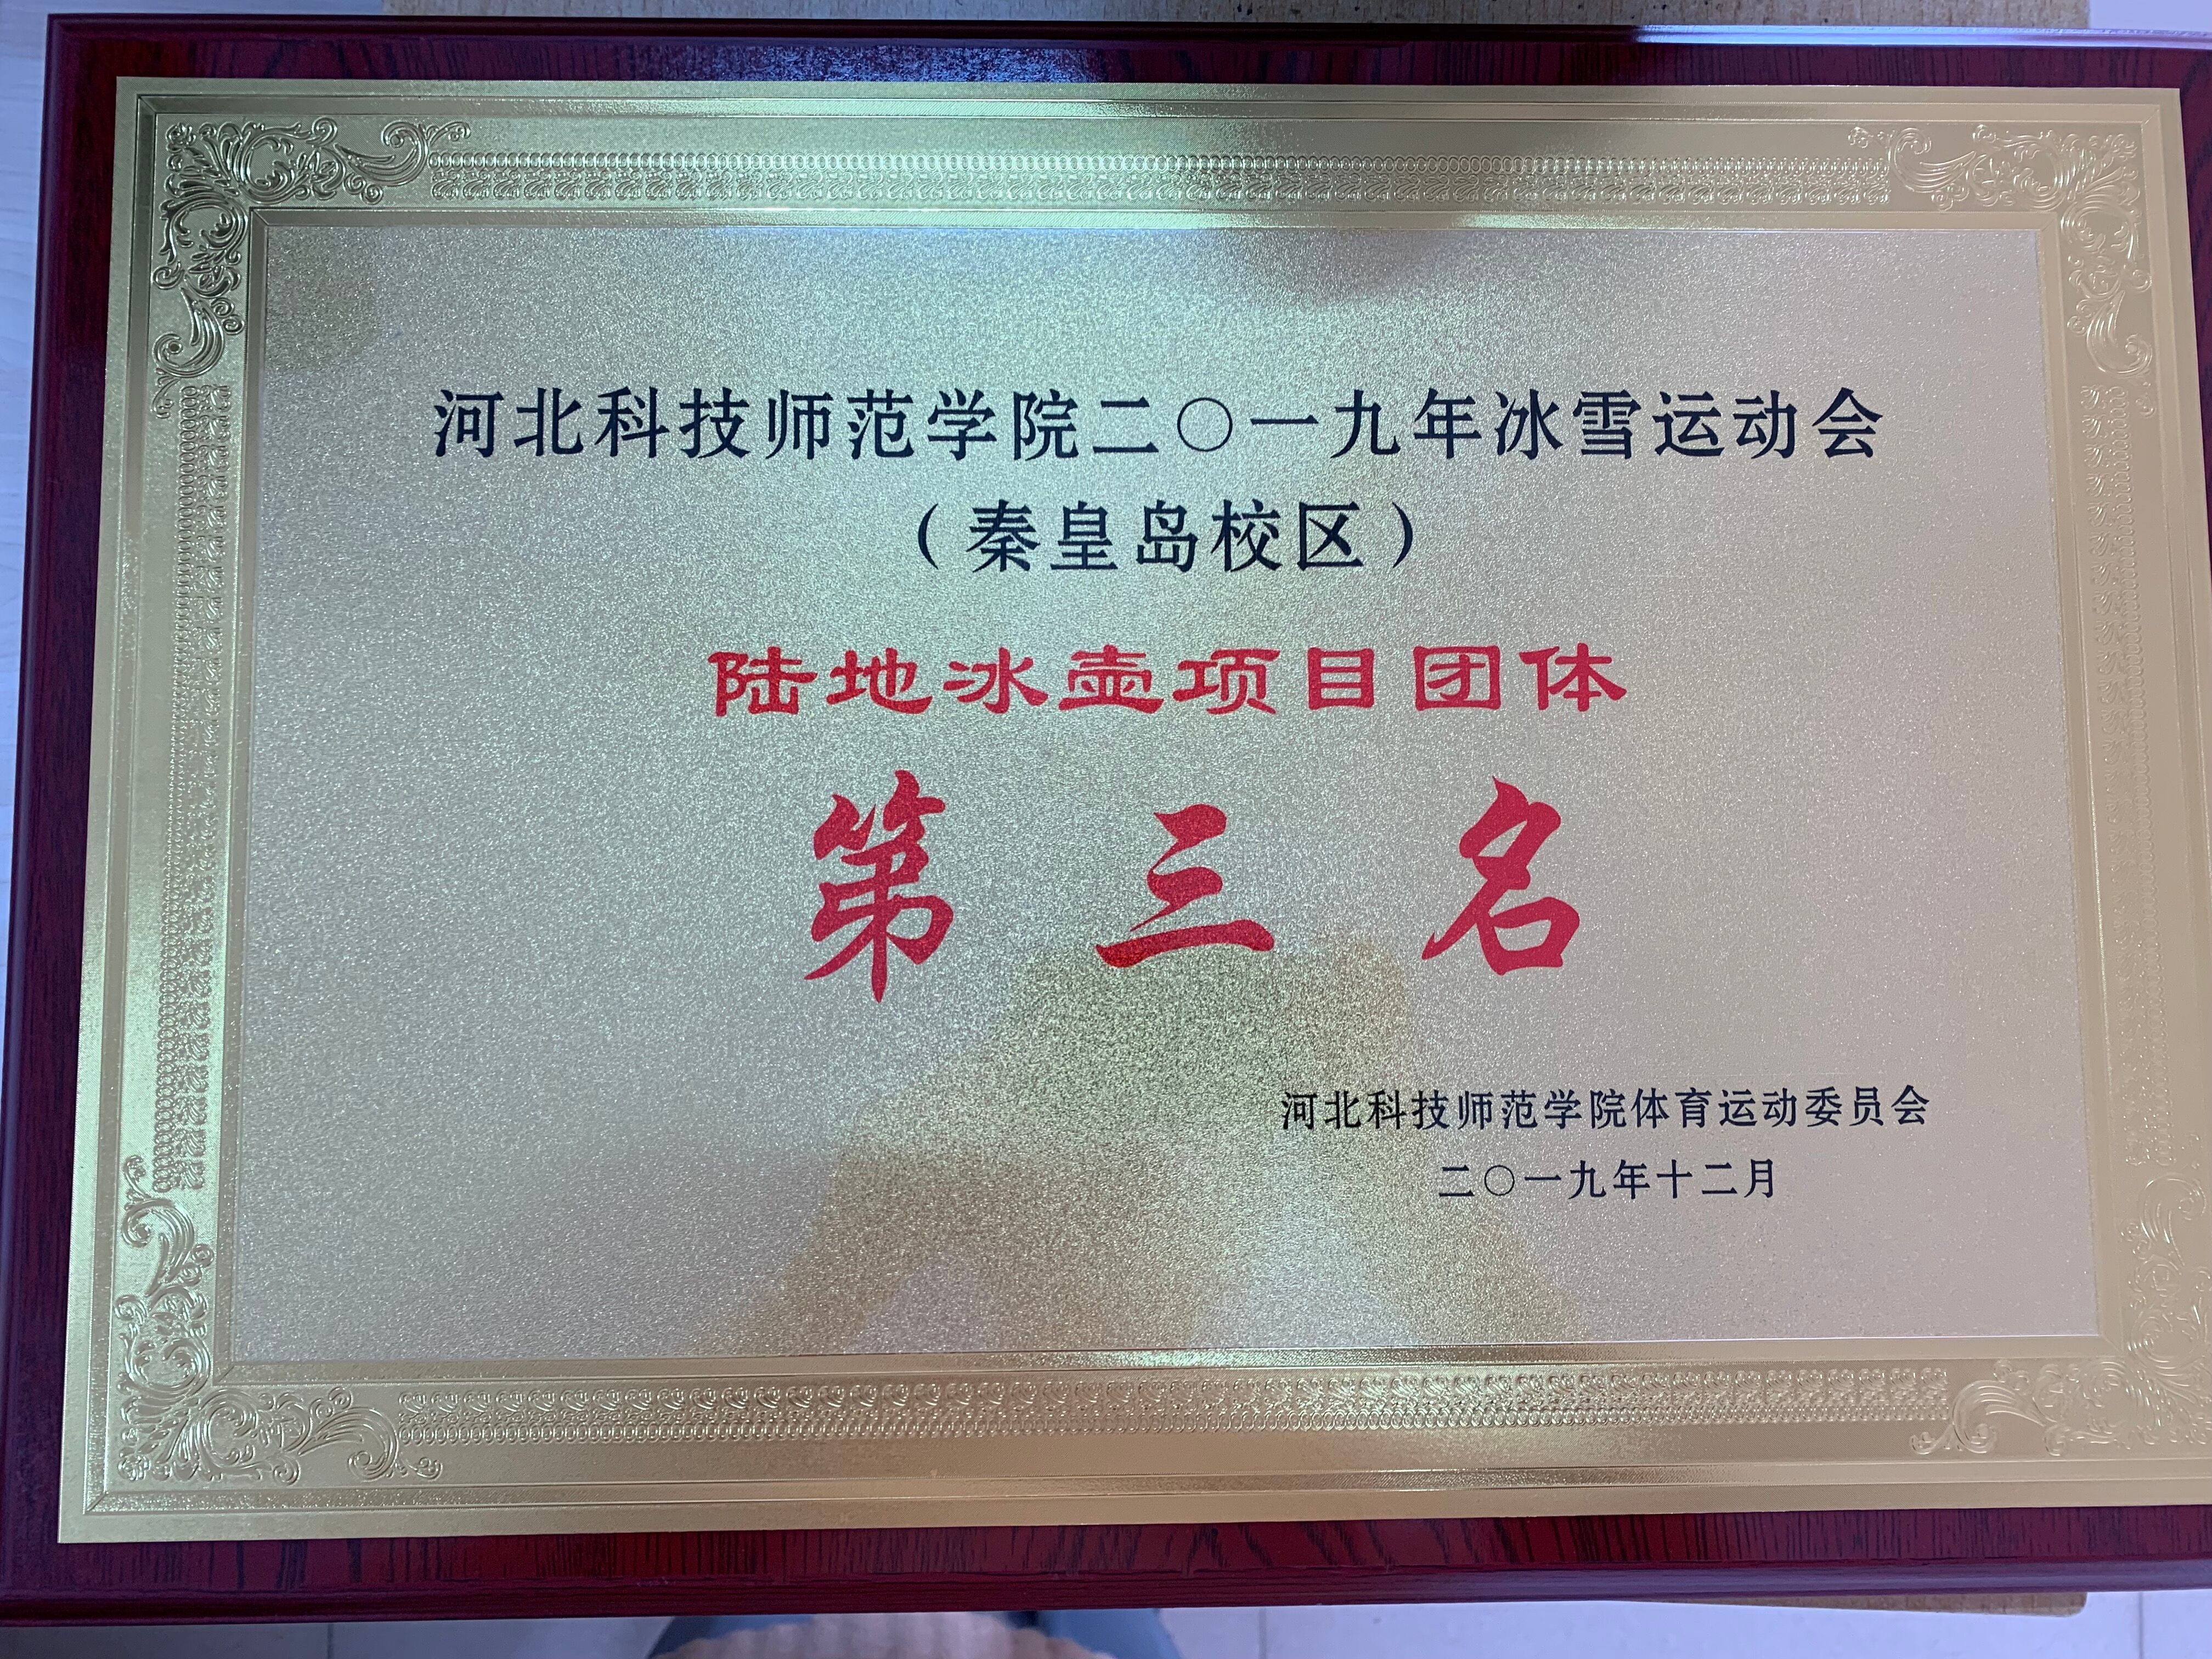 河北科技师范学院二〇一九年冰雪运动会
（秦皇岛校区）
陆地冰壶项目团体
第三名
河北科技师范学院体育运动委员会
二〇一九年十二月